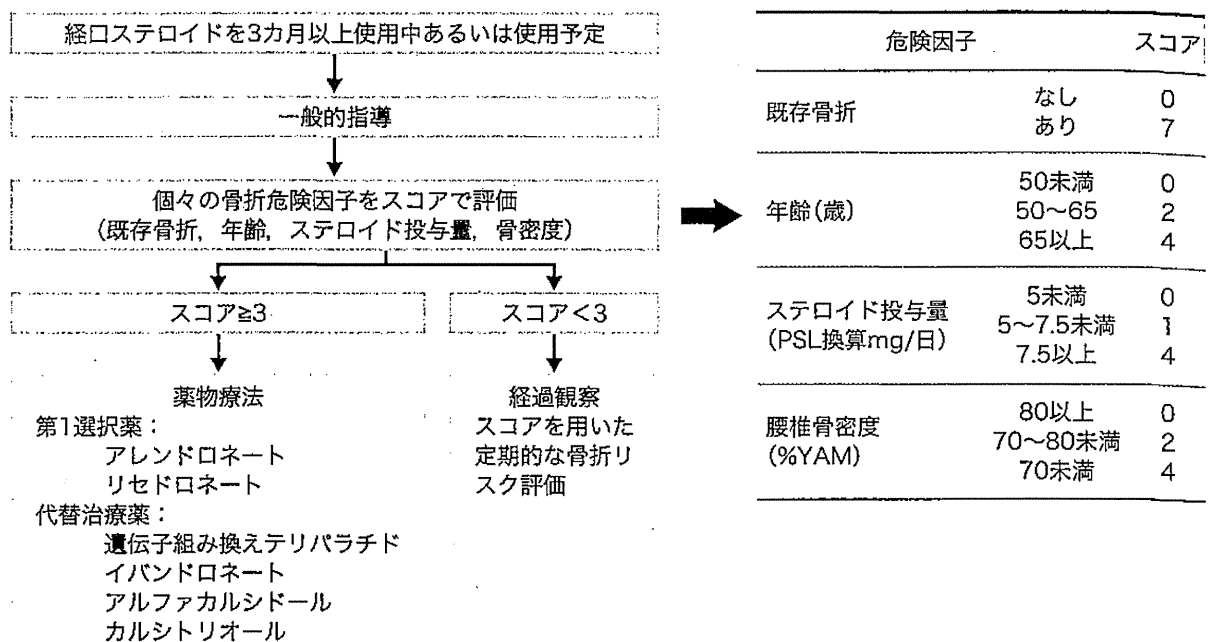 経口ステロイドを3カ月以上使用中あるいは使用予定
一般的指導
個々の骨折危険因子をスコアで評価
(既存骨折, 年齢, ステロイド投与量, 骨密度)
スコア≧3
スコア<3
薬物療法
第1選択薬:
アレンドロネート
リセドロネート
代替治療薬:
遺伝子組み換えテリパラチド
イバンドロネート
アルファカルシドール
カルシトリオール
経過観察
スコアを用いた
定期的な骨折リ
スク評価
危険因子 スコア
既存骨折 なし 0
あり 7
年齢(歳) 50未満 0
50〜65 2
65以上 4
ステロイド投与量
(PSL換算mg/日)
5未満 0
5〜7.5未満 1
7.5以上 4
腰椎骨密度
(%YAM)
80以上 0
70〜80未満 2
70未満 4